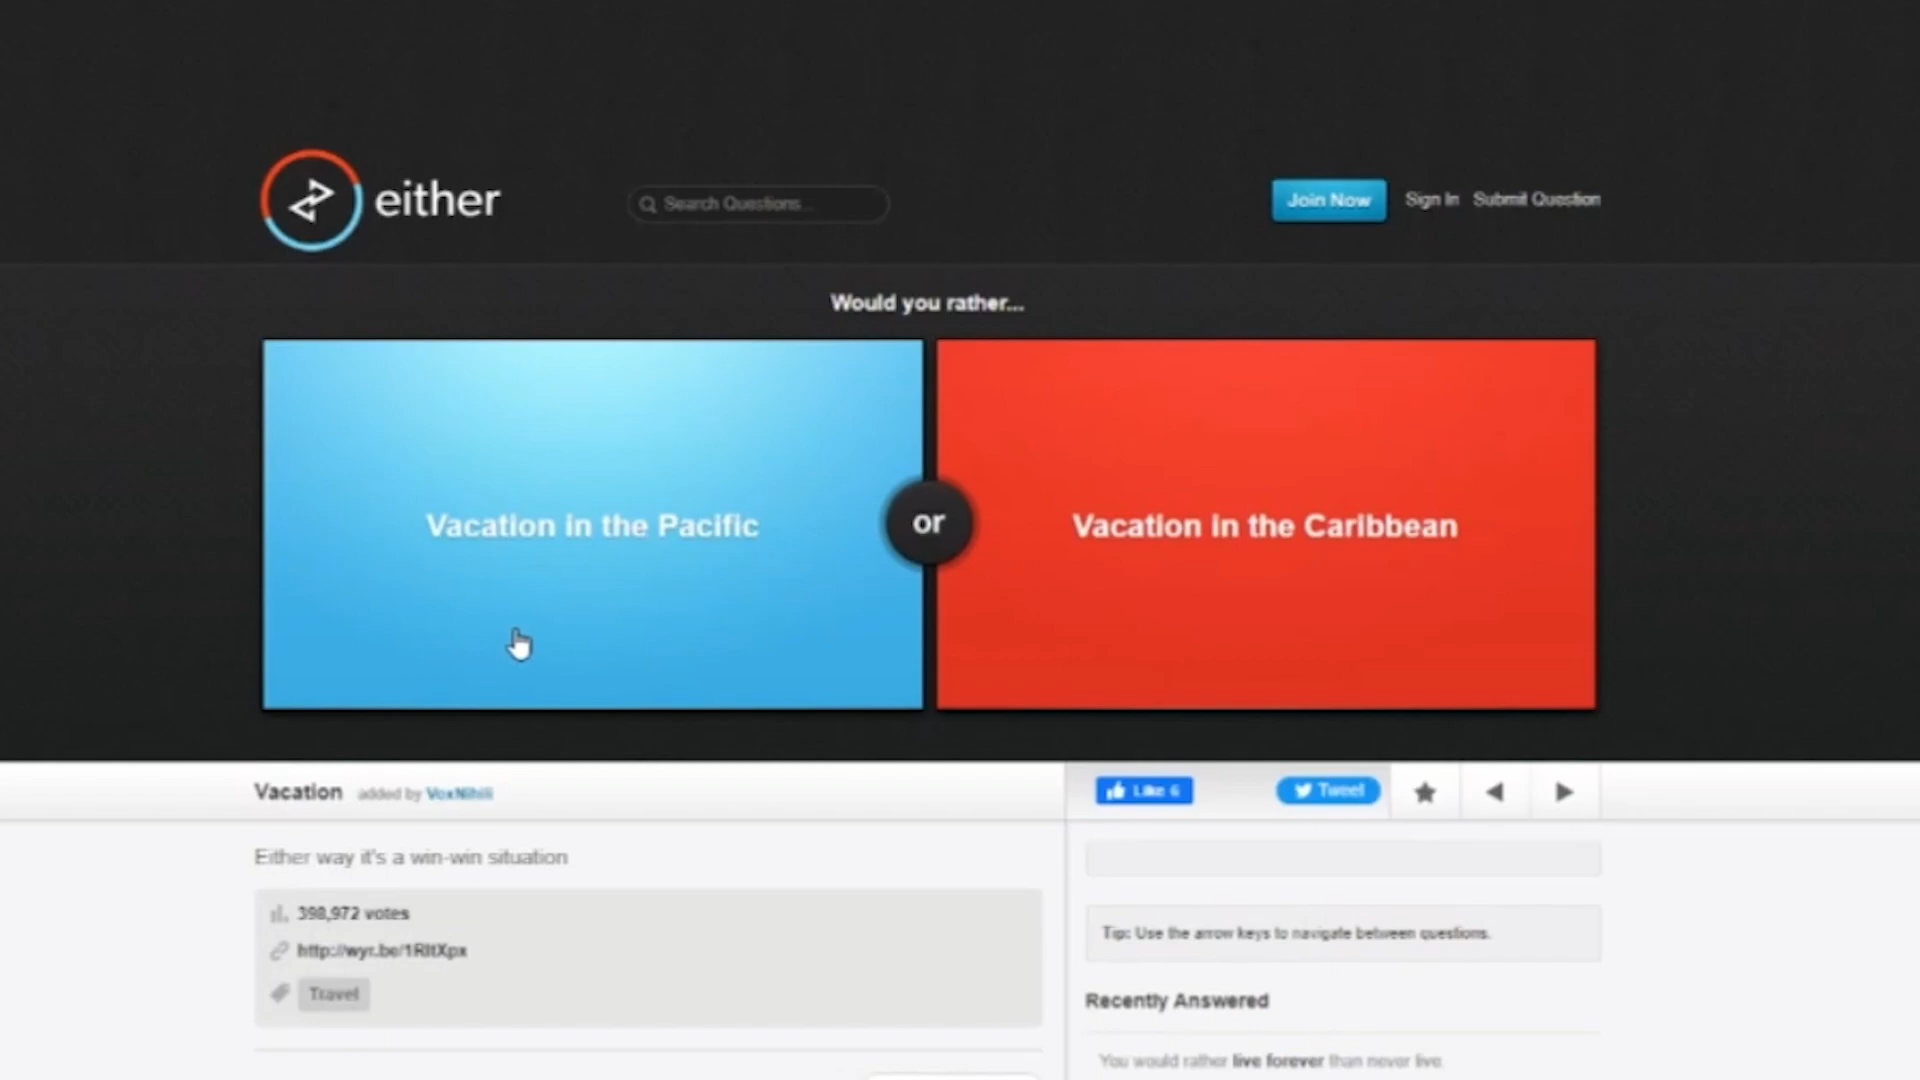 either
Search Questions...
Join Now
Sign In
Submit Question
Would you rather...
Vacation in the Pacific
or
Vacation in the Caribbean
Vacation added by VoxNihili
Like 6
Tweet
Either way it's a win-win situation
398,972 votes
Travel
Tip: Use the arrow keys to navigate between questions.
Recently Answered
You would rather live forever than never live.